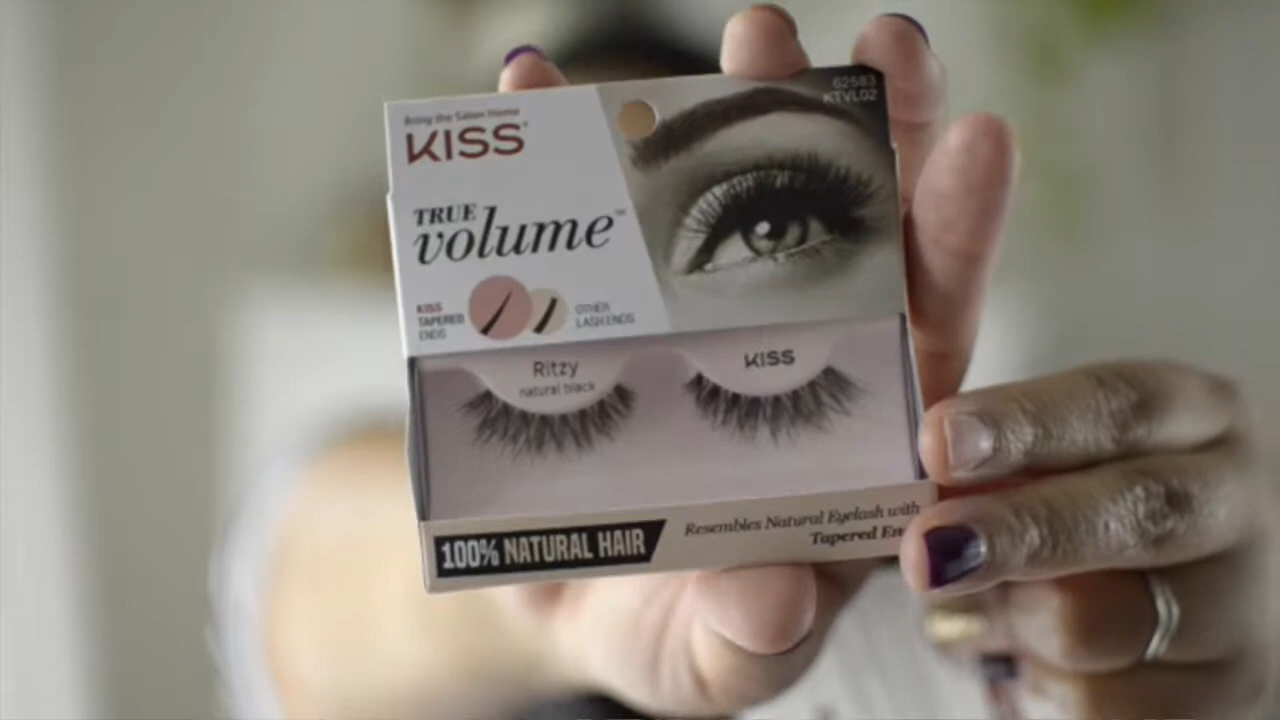 Bring the Salon Home
KISS
62583
KTVL02
TRUE
volume™
KISS
TAPERED
ENDS
OTHER
LASH ENDS
Ritzy
natural black
KISS
100% NATURAL HAIR
Resembles Natural Eyelash with
Tapered